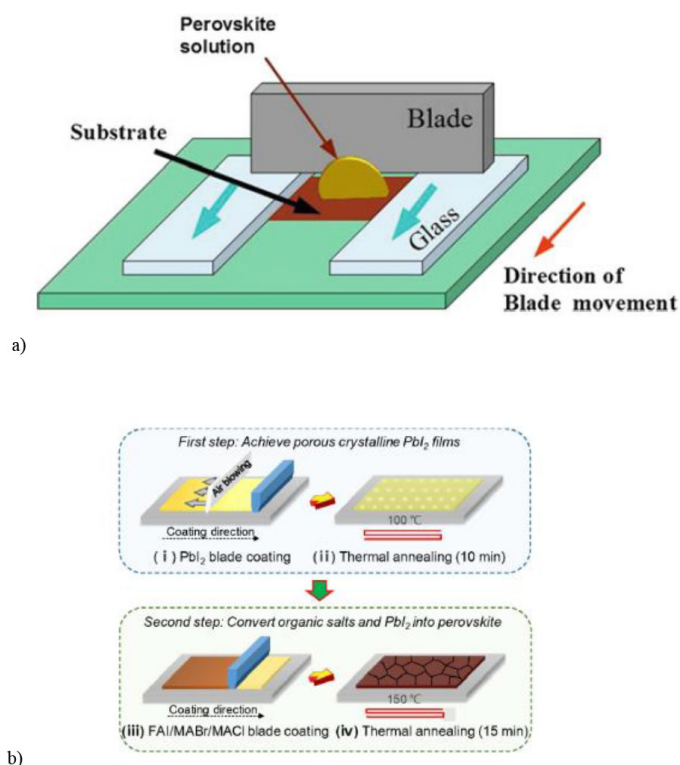 Perovskite
solution
Blade
Substrate
Glass
Direction of
Blade movement
a)
First step: Achieve porous crystalline PbI₂ films
Air blowing
Coating direction
100 ℃
( i ) PbI₂ blade coating
(ii) Thermal annealing (10 min)
Second step: Convert organic salts and PbI₂ into perovskite
Coating direction
150 ℃
(iii) FAI/MABr/MACl blade coating
(iv) Thermal annealing (15 min)
b)